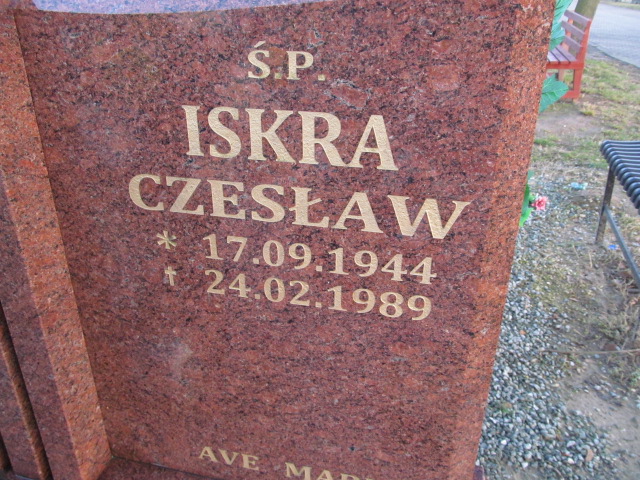 Ś.P.
ISKRA
CZESŁAW
* 17.09.1944
† 24.02.1989
AVE